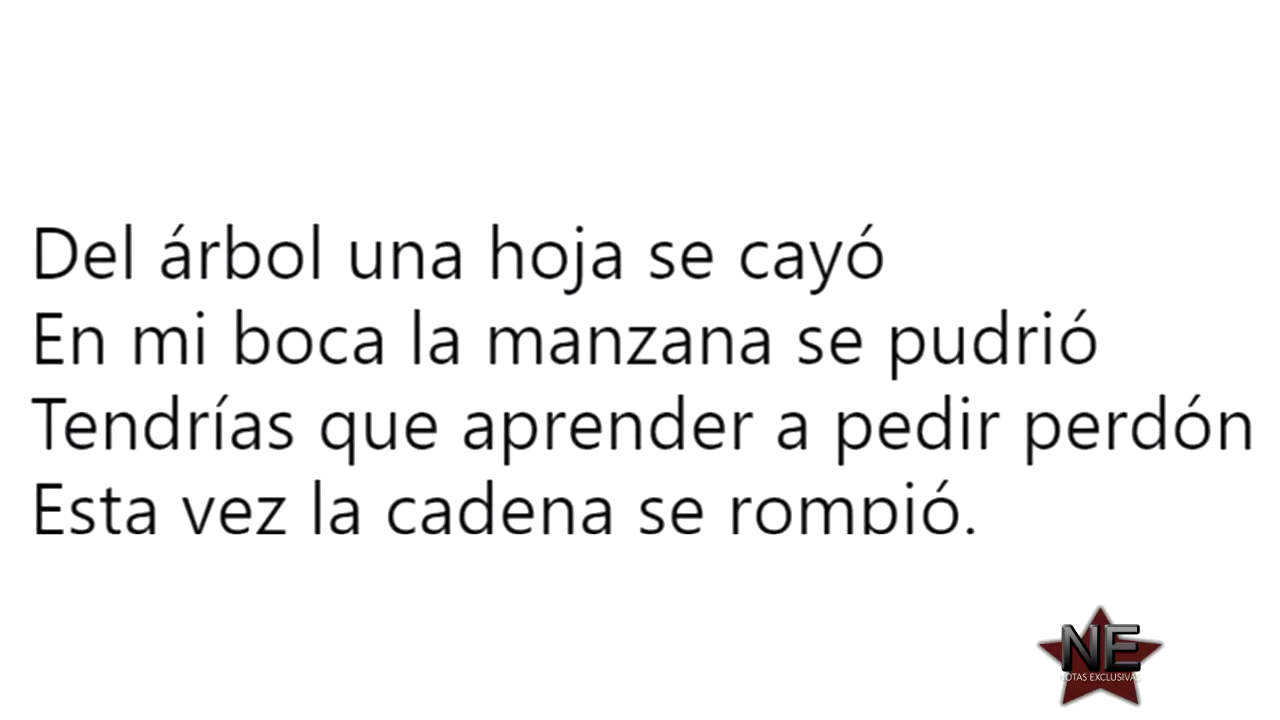 Del árbol una hoja se cayó
En mi boca la manzana se pudrió
Tendrías que aprender a pedir perdón
Esta vez la cadena se rompió.
NE
NOTAS EXCLUSIVAS